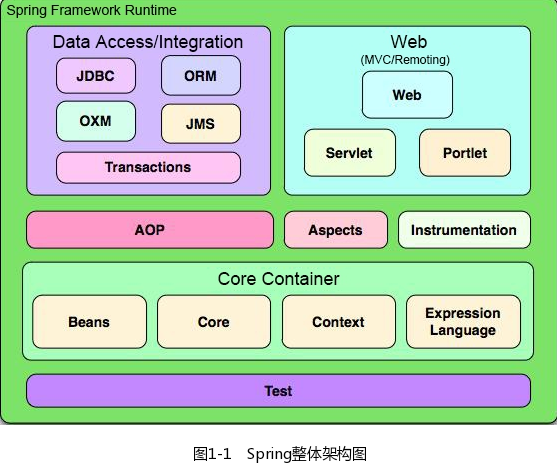 Spring Framework Runtime
Data Access/Integration
JDBC
ORM
OXM
JMS
Transactions
Web
(MVC/Remoting)
Web
Servlet
Portlet
AOP
Aspects
Instrumentation
Core Container
Beans
Core
Context
Expression
Language
Test
图1-1 Spring整体架构图